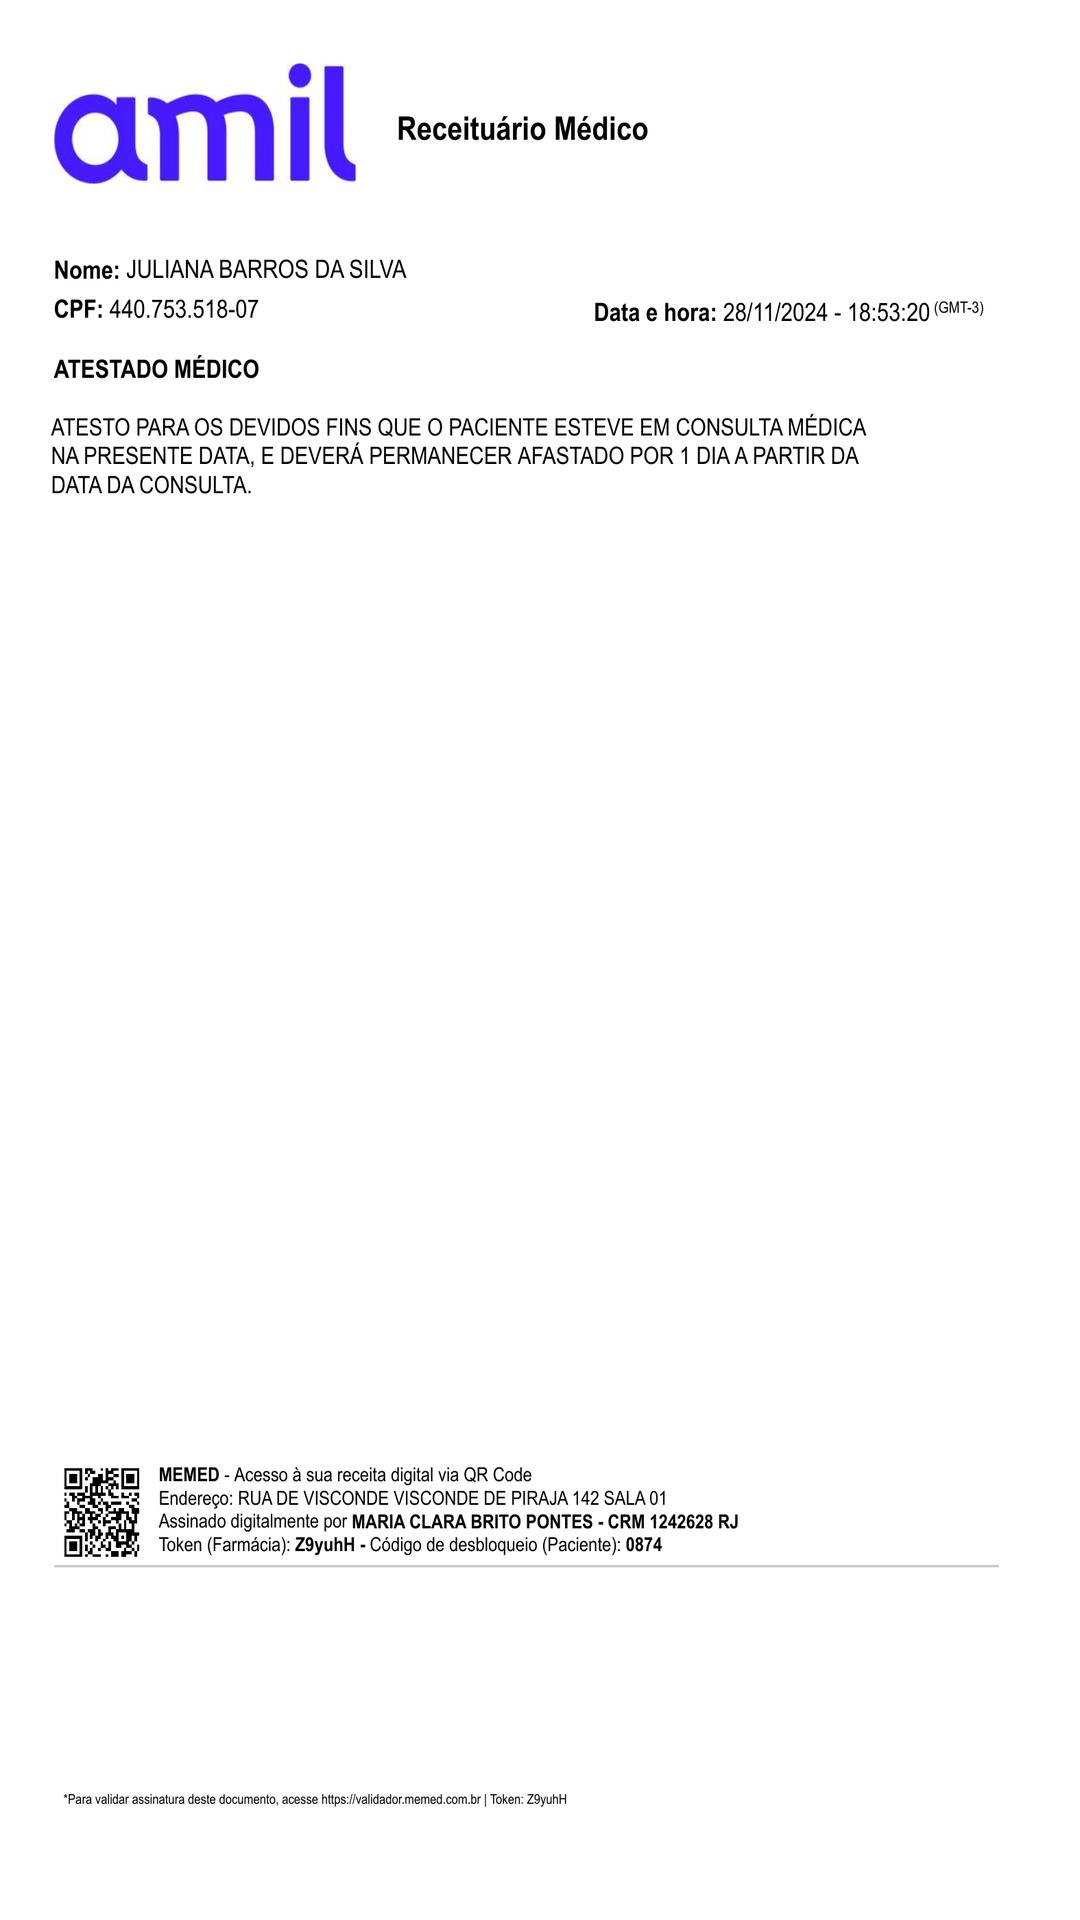 amil
Receituário Médico
Nome: JULIANA BARROS DA SILVA
CPF: 440.753.518-07
Data e hora: 28/11/2024 - 18:53:20 (GMT-3)
ATESTADO MÉDICO
ATESTO PARA OS DEVIDOS FINS QUE O PACIENTE ESTEVE EM CONSULTA MÉDICA
NA PRESENTE DATA, E DEVERÁ PERMANECER AFASTADO POR 1 DIA A PARTIR DA
DATA DA CONSULTA.
MEMED - Acesso à sua receita digital via QR Code
Endereço: RUA DE VISCONDE VISCONDE DE PIRAJA 142 SALA 01
Assinado digitalmente por MARIA CLARA BRITO PONTES - CRM 1242628 RJ
Token (Farmácia): Z9yuhH - Código de desbloqueio (Paciente): 0874
*Para validar assinatura deste documento, acesse https://validador.memed.com.br | Token: Z9yuhH